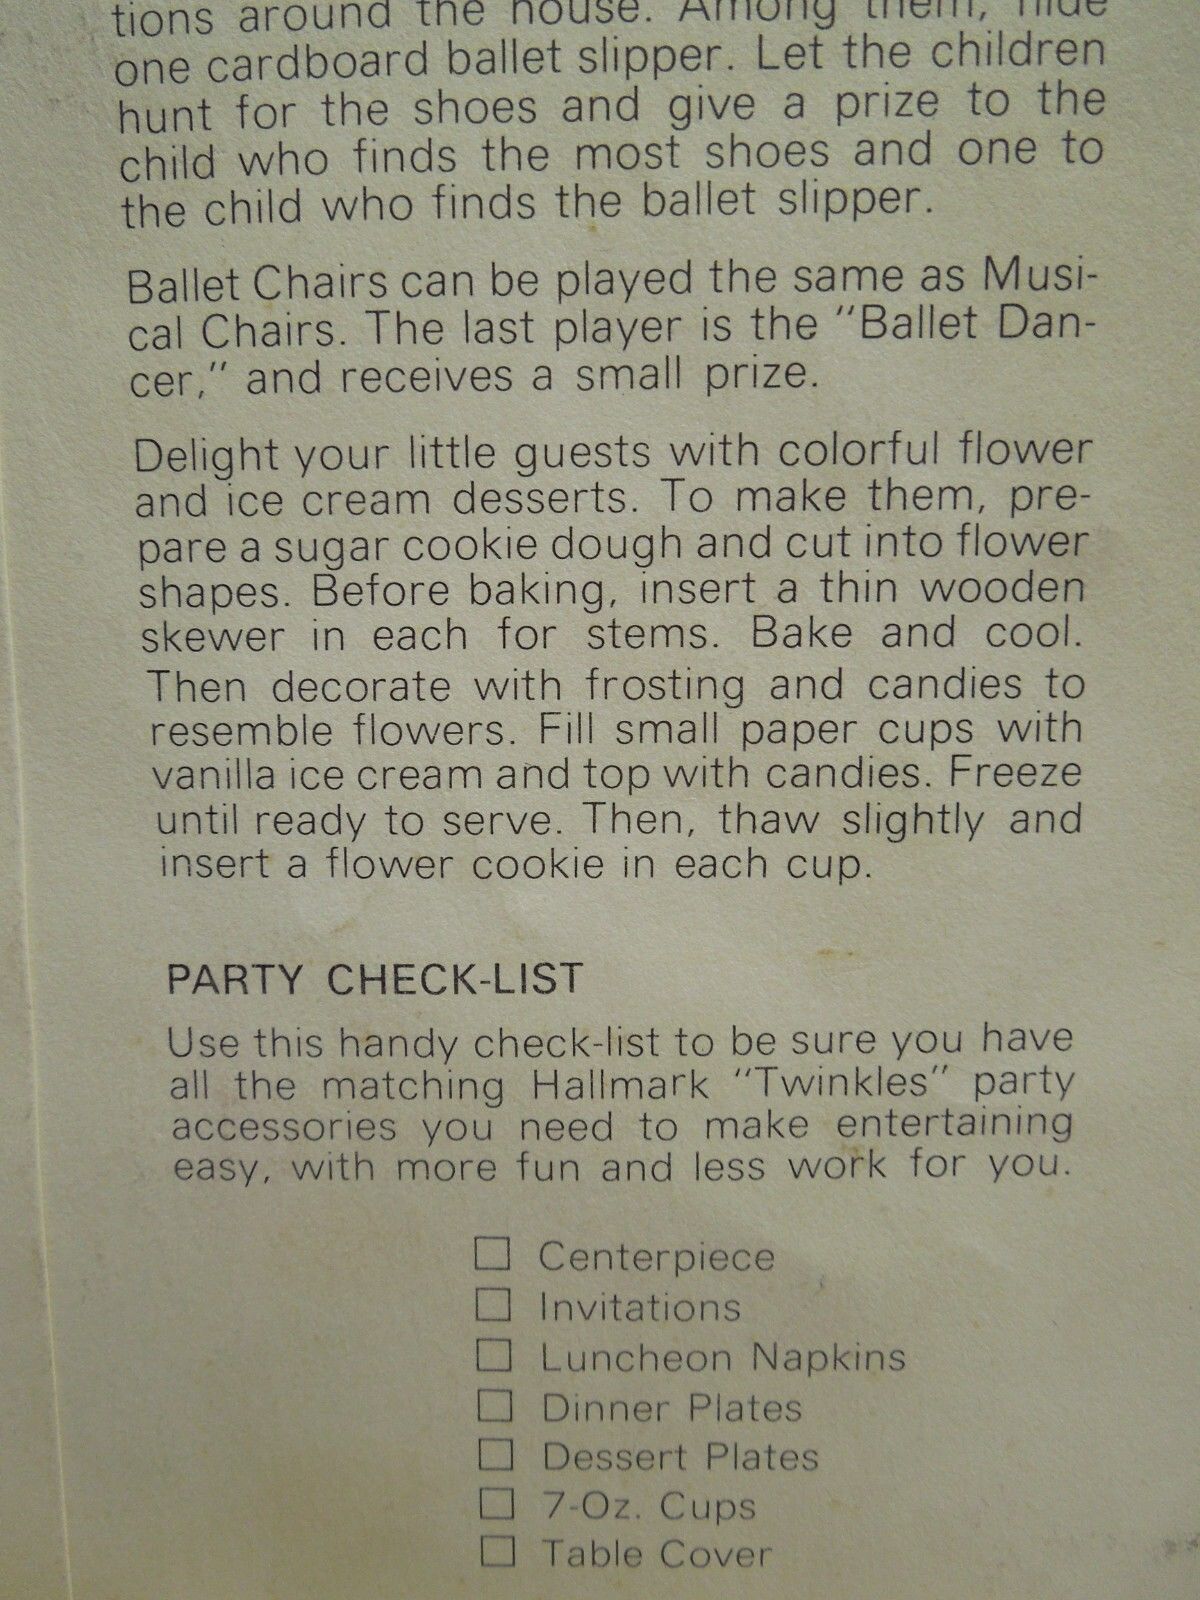 tions around the house. Among them, hide
one cardboard ballet slipper. Let the children
hunt for the shoes and give a prize to the
child who finds the most shoes and one to
the child who finds the ballet slipper.
Ballet Chairs can be played the same as Musi-
cal Chairs. The last player is the "Ballet Dan-
cer," and receives a small prize.
Delight your little guests with colorful flower
and ice cream desserts. To make them, pre-
pare a sugar cookie dough and cut into flower
shapes. Before baking, insert a thin wooden
skewer in each for stems. Bake and cool.
Then decorate with frosting and candies to
resemble flowers. Fill small paper cups with
vanilla ice cream and top with candies. Freeze
until ready to serve. Then, thaw slightly and
insert a flower cookie in each cup.
PARTY CHECK-LIST
Use this handy check-list to be sure you have
all the matching Hallmark "Twinkles" party
accessories you need to make entertaining
easy, with more fun and less work for you.
☐ Centerpiece
☐ Invitations
☐ Luncheon Napkins
☐ Dinner Plates
☐ Dessert Plates
☐ 7-Oz. Cups
☐ Table Cover